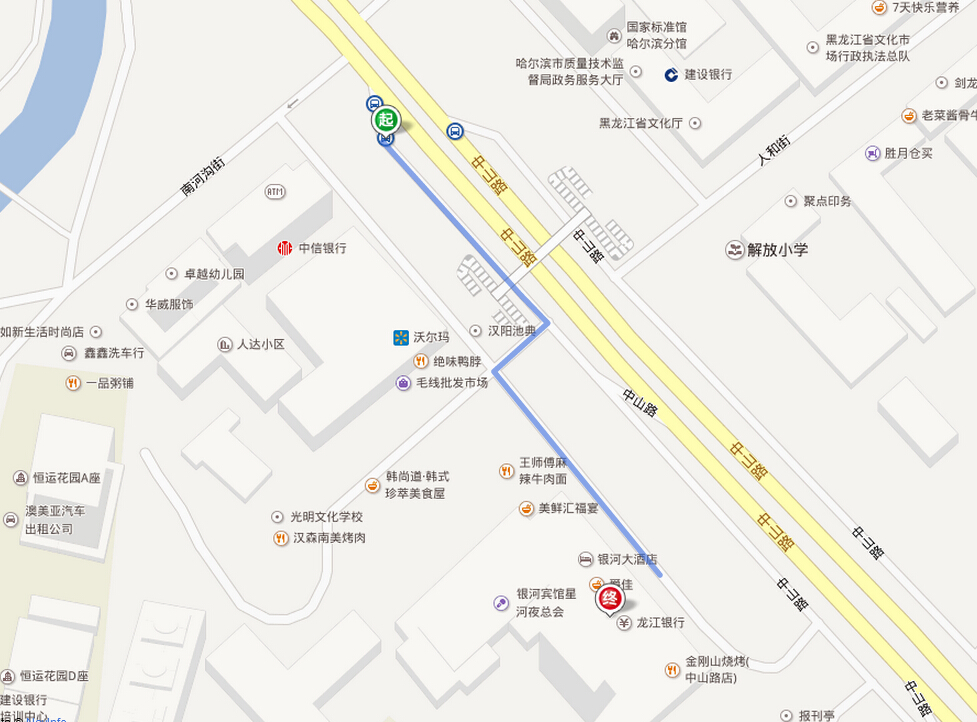 7天快乐营养
国家标准馆
哈尔滨分馆
黑龙江省文化市
场行政执法总队
哈尔滨市质量技术监
督局政务服务大厅
建设银行
剑龙
老菜酱骨牛
起
黑龙江省文化厅
人和街
胜月仓买
中山路
南河沟街
ATM
聚点印务
中山路
中山路
解放小学
中信银行
卓越幼儿园
华威服饰
如新生活时尚店
汉阳池典
沃尔玛
人达小区
鑫鑫洗车行
绝味鸭脖
一品粥铺
毛线批发市场
中山路
中山路
王师傅麻
辣牛肉面
韩尚道·韩式
珍萃美食屋
恒运花园A座
美鲜汇福宴
澳美亚汽车
出租公司
光明文化学校
汉森南美烤肉
中山路
中山路
银河大酒店
爵佳
终
银河宾馆星
河夜总会
中山路
龙江银行
金刚山烧烤(
中山路店)
恒运花园D座
建设银行
培训中心
中山路
报刊亭